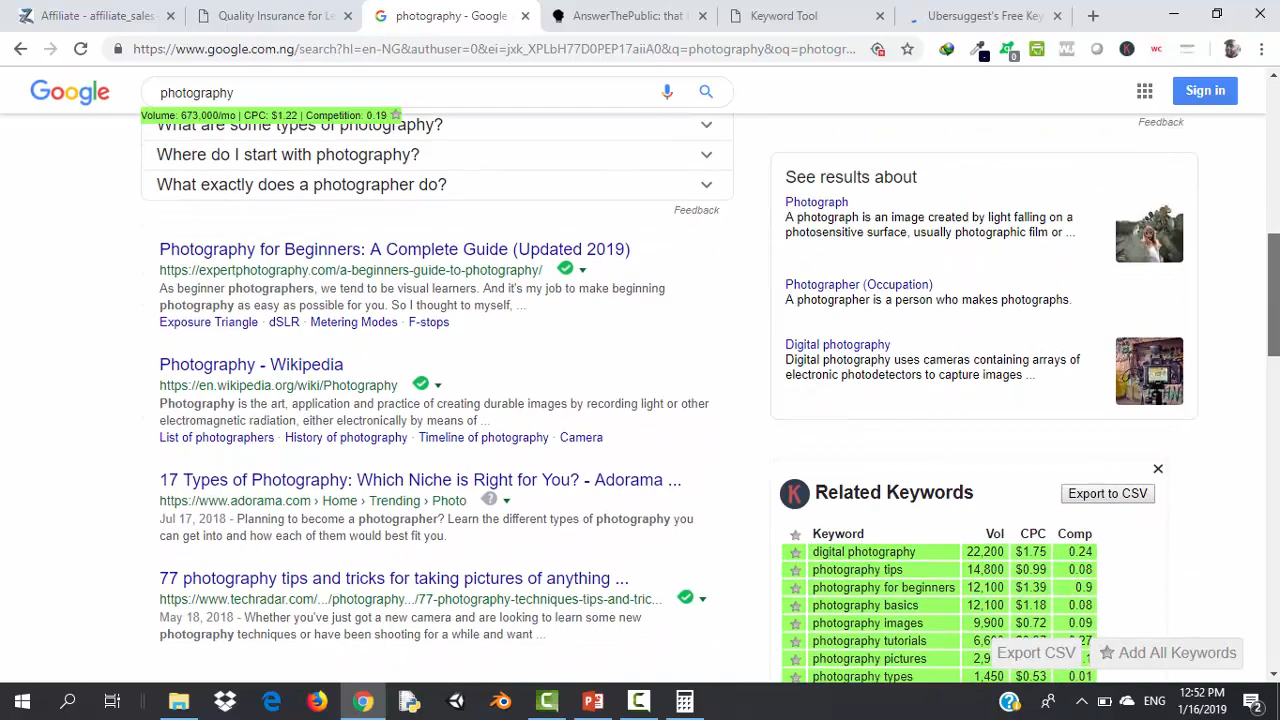 Affiliate - affiliate_sales
Quality Insurance for Le
photography - Google
AnswerThePublic: that i
Keyword Tool
Ubersuggest's Free Key
https://www.google.com.ng/search?hl=en-NG&authuser=0&ei=jxk_XPLbH77D0PEP17aiiA0&q=photography&oq=photogr...
Google
photography
Sign in
Volume: 673,000/mo | CPC: $1.22 | Competition: 0.19
What are some types of photography?
Where do I start with photography?
What exactly does a photographer do?
Feedback
Photography for Beginners: A Complete Guide (Updated 2019)
https://expertphotography.com/a-beginners-guide-to-photography/
As beginner photographers, we tend to be visual learners. And it's my job to make beginning
photography as easy as possible for you. So I thought to myself, ...
Exposure Triangle · dSLR · Metering Modes · F-stops
Photography - Wikipedia
https://en.wikipedia.org/wiki/Photography
Photography is the art, application and practice of creating durable images by recording light or other
electromagnetic radiation, either electronically by means of ...
List of photographers · History of photography · Timeline of photography · Camera
17 Types of Photography: Which Niche is Right for You? - Adorama ...
https://www.adorama.com › Home › Trending › Photo
Jul 17, 2018 - Planning to become a photographer? Learn the different types of photography you
can get into and how each of them would best fit you.
77 photography tips and tricks for taking pictures of anything ...
https://www.techradar.com/.../photography.../77-photography-techniques-tips-and-tric...
May 18, 2018 - Whether you've just got a new camera and are looking to learn some new
photography techniques or have been shooting for a while and want ...
Feedback
See results about
Photograph
A photograph is an image created by light falling on a
photosensitive surface, usually photographic film or ...
Photographer (Occupation)
A photographer is a person who makes photographs.
Digital photography
Digital photography uses cameras containing arrays of
electronic photodetectors to capture images ...
K Related Keywords
Export to CSV
Keyword Vol CPC Comp
digital photography 22,200 $1.75 0.24
photography tips 14,800 $0.99 0.08
photography for beginners 12,100 $1.39 0.9
photography basics 12,100 $1.18 0.08
photography images 9,900 $0.72 0.09
photography tutorials
photography pictures
photography types 1,450 $0.53 0.01
Export CSV
Add All Keywords
ENG
12:52 PM
1/16/2019
2